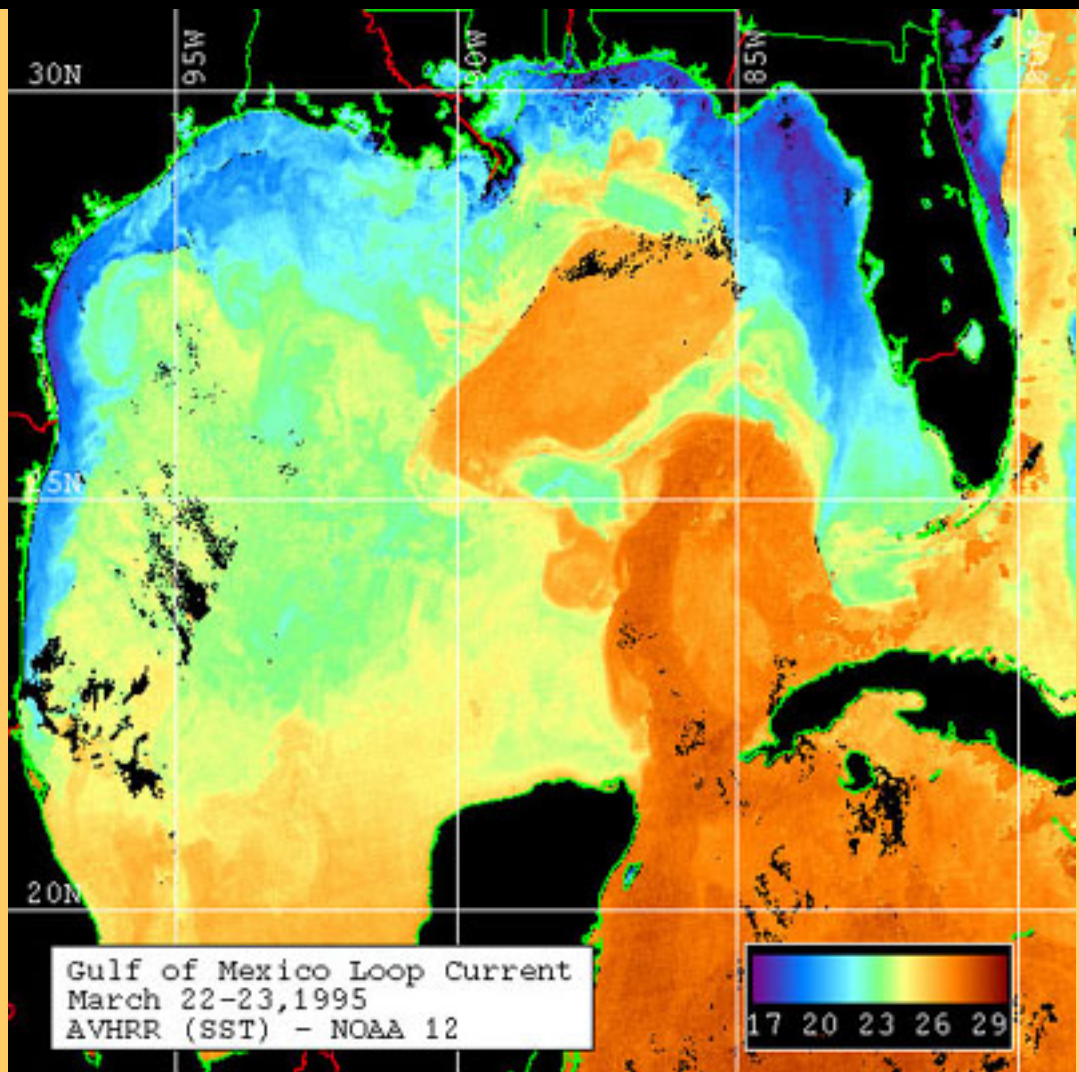 95W
90W
85W
80W
30N
25N
20N
Gulf of Mexico Loop Current
March 22-23,1995
AVHRR (SST) - NOAA 12
17 20 23 26 29